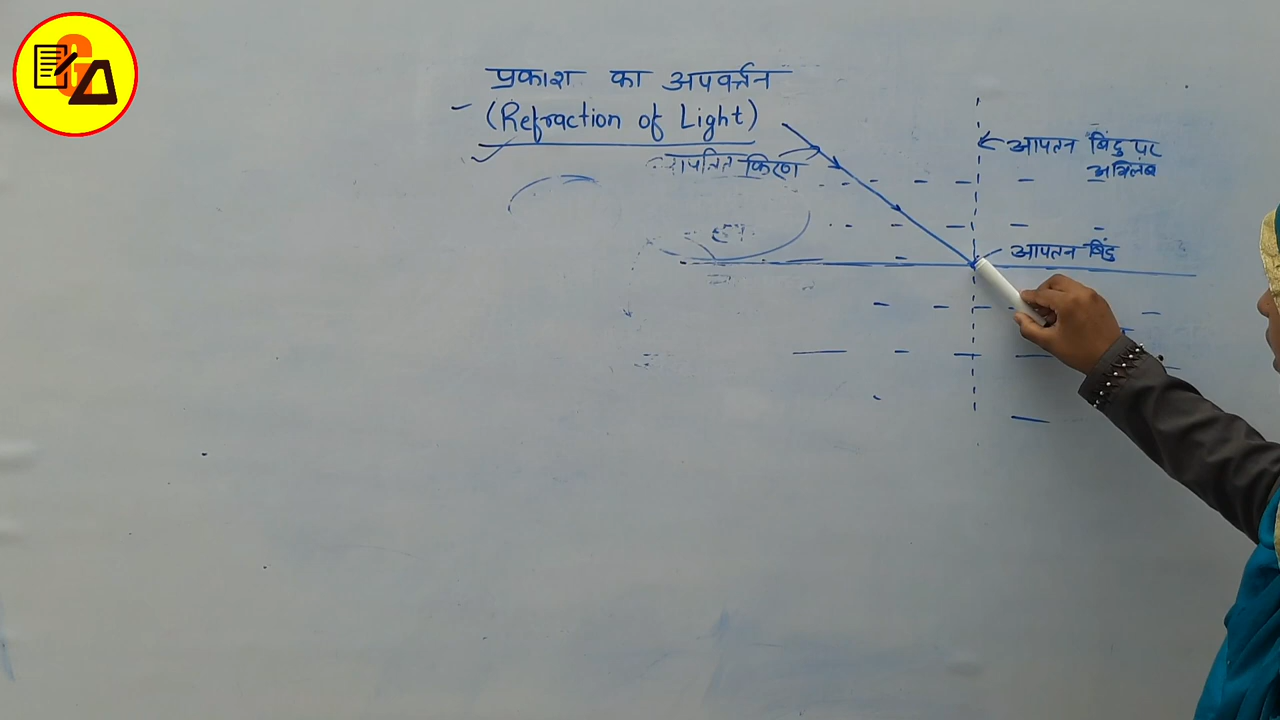 प्रकाश का अपवर्त्तन
(Refraction of Light)
आपतित किरण
आपतन बिंदु पर
अभिलंब
आपतन बिंदु